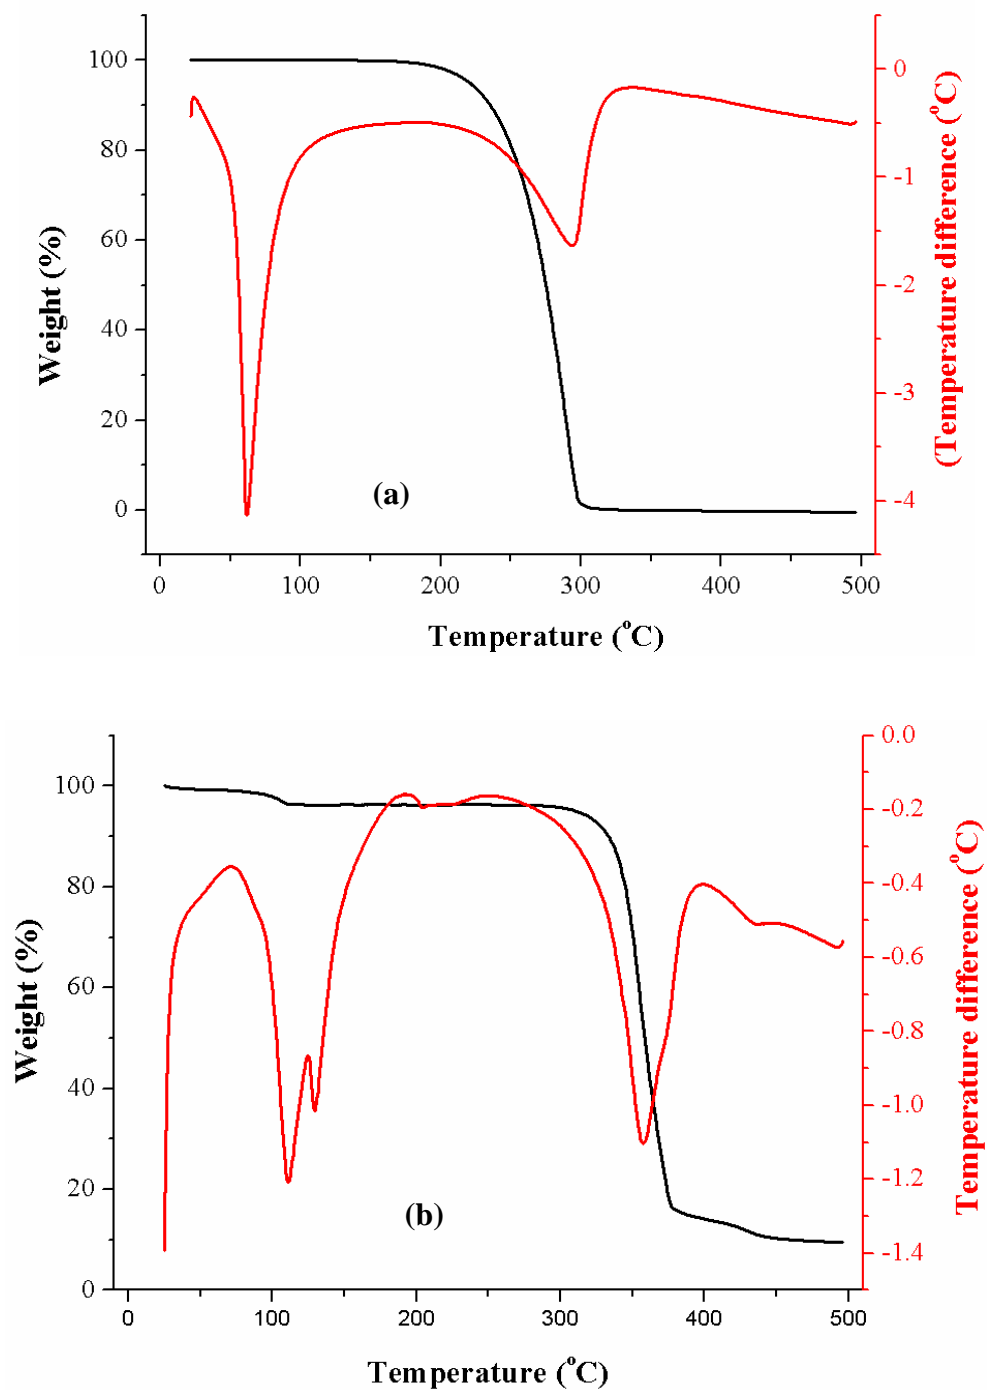 100
80
60
40
20
0
Weight (%)
0
-1
-2
-3
-4
(Temperature difference (°C)
(a)
0 100 200 300 400 500
Temperature (°C)
100
80
60
40
20
0
Weight (%)
0.0
-0.2
-0.4
-0.6
-0.8
-1.0
-1.2
-1.4
Temperature difference (°C)
(b)
0 100 200 300 400 500
Temperature (°C)